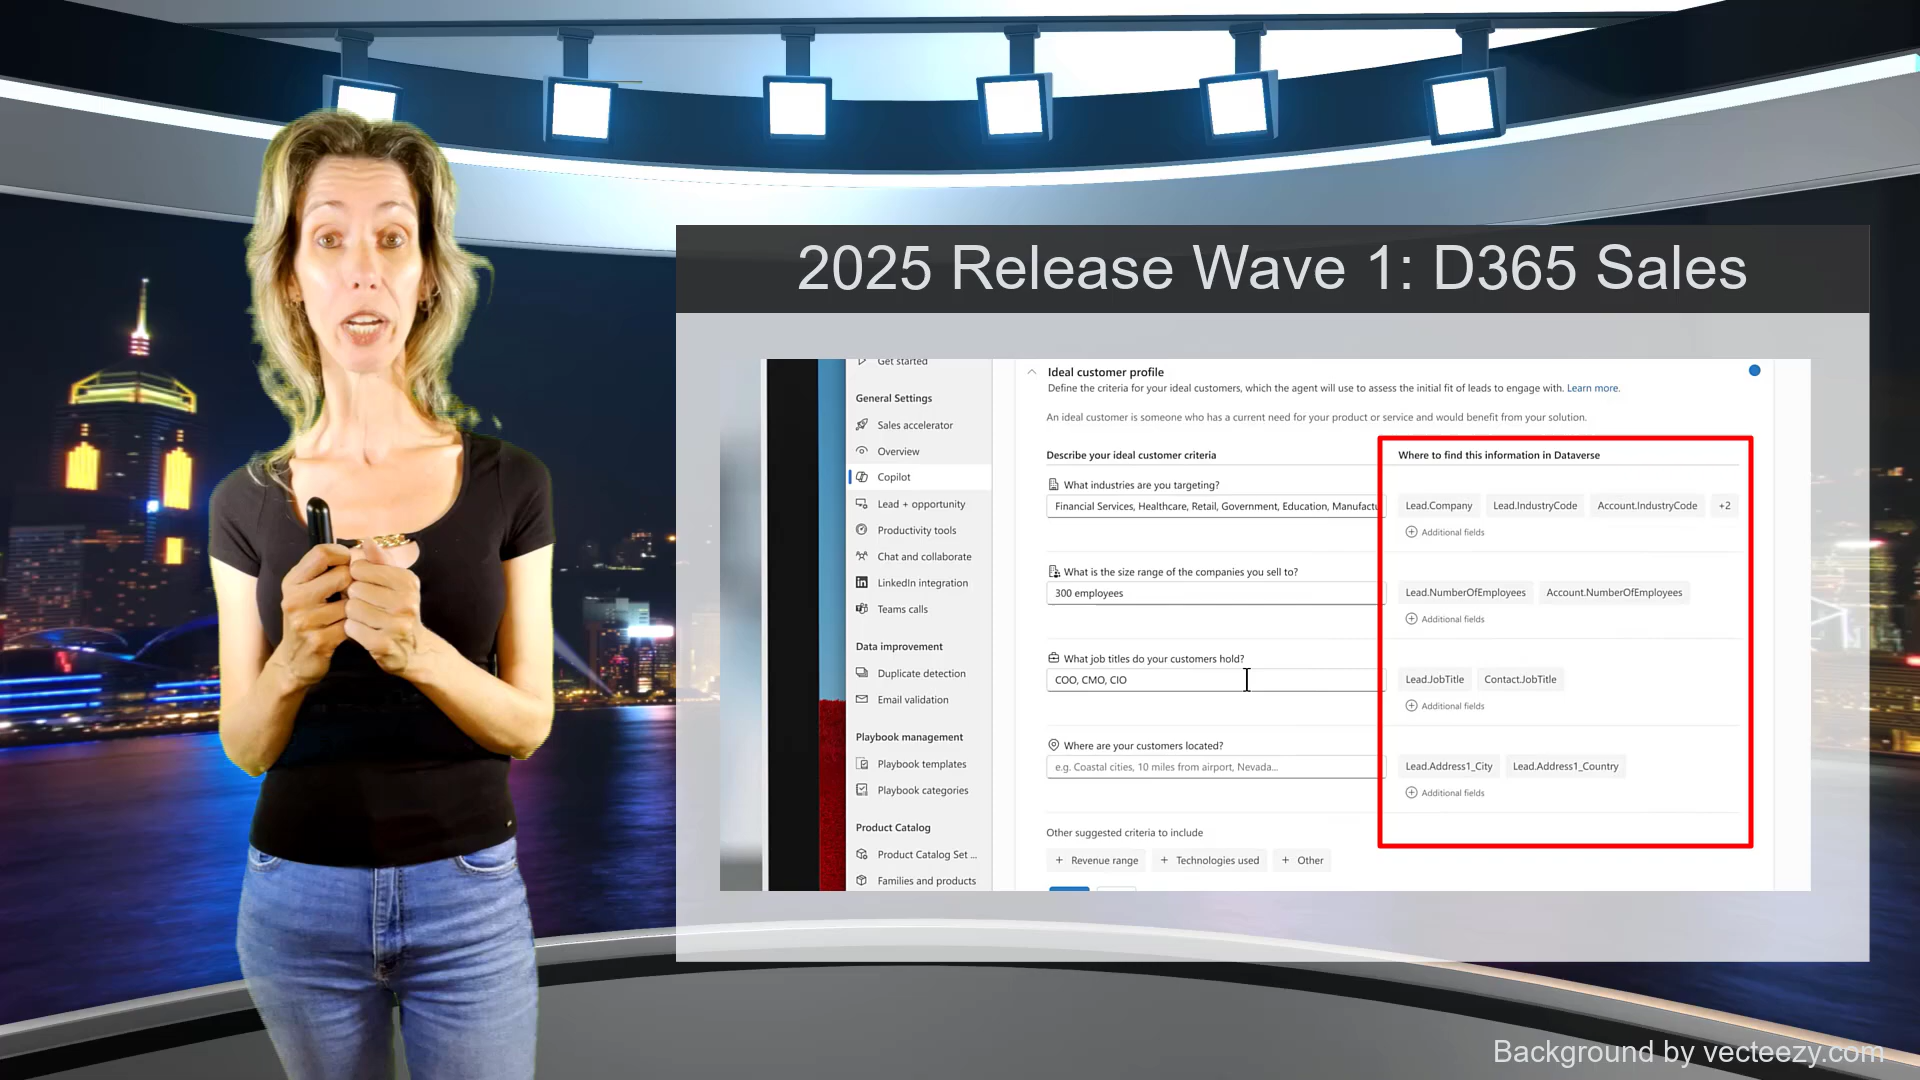 2025 Release Wave 1: D365 Sales
Get started
General Settings
Sales accelerator
Overview
Copilot
Lead + opportunity
Productivity tools
Chat and collaborate
LinkedIn integration
Teams calls
Data improvement
Duplicate detection
Email validation
Playbook management
Playbook templates
Playbook categories
Product Catalog
Product Catalog Set ...
Families and products
Ideal customer profile
Define the criteria for your ideal customers, which the agent will use to assess the initial fit of leads to engage with. Learn more.
An ideal customer is someone who has a current need for your product or service and would benefit from your solution.
Describe your ideal customer criteria
Where to find this information in Dataverse
What industries are you targeting?
Financial Services, Healthcare, Retail, Government, Education, Manufactu
Lead.Company Lead.IndustryCode Account.IndustryCode +2
Additional fields
What is the size range of the companies you sell to?
300 employees
Lead.NumberOfEmployees Account.NumberOfEmployees
Additional fields
What job titles do your customers hold?
COO, CMO, CIO
Lead.JobTitle Contact.JobTitle
Additional fields
Where are your customers located?
e.g. Coastal cities, 10 miles from airport, Nevada...
Lead.Address1_City Lead.Address1_Country
Additional fields
Other suggested criteria to include
+ Revenue range + Technologies used + Other
Background by vecteezy.com